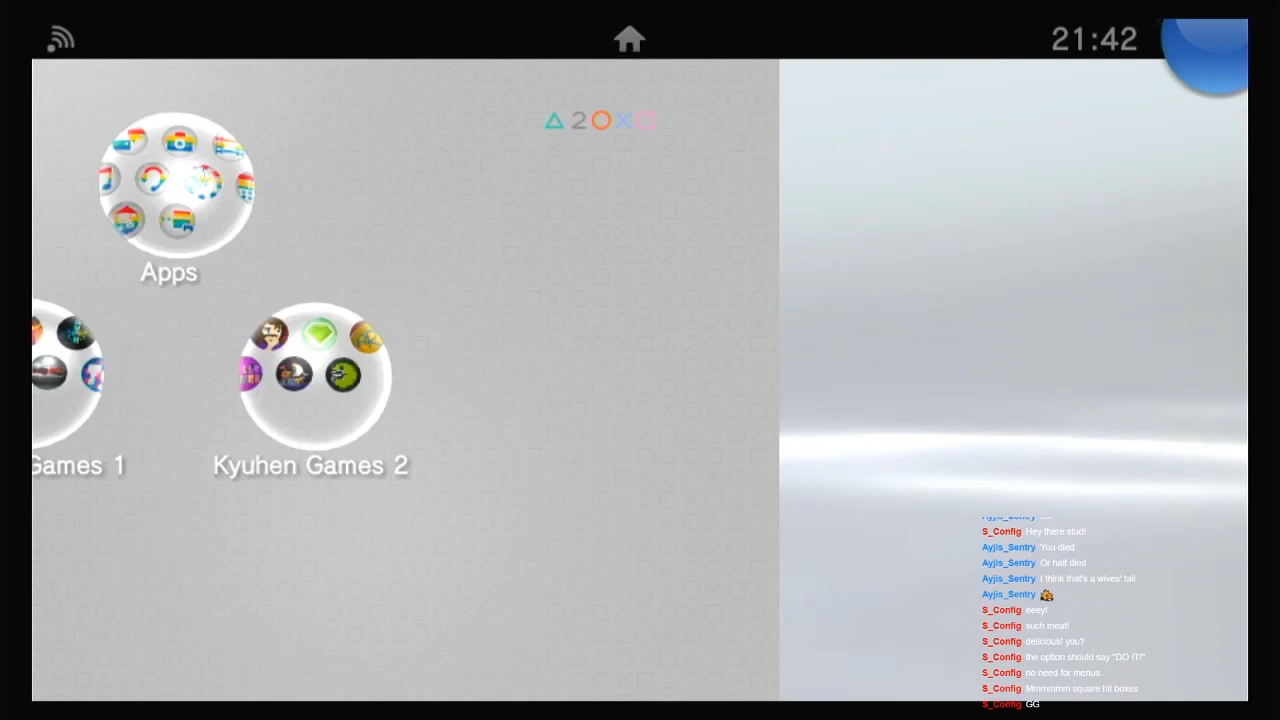 21:42
2
Apps
Games 1
Kyuhen Games 2
S_Config Hey there stud!
Ayjis_Sentry You died
Ayjis_Sentry Or half died
Ayjis_Sentry I think that's a wives' tail
Ayjis_Sentry
S_Config eeey!
S_Config such meat!
S_Config delicious! you?
S_Config the option should say "DO IT!"
S_Config no need for menus.
S_Config Mmmmmm square hit boxes
S_Config GG